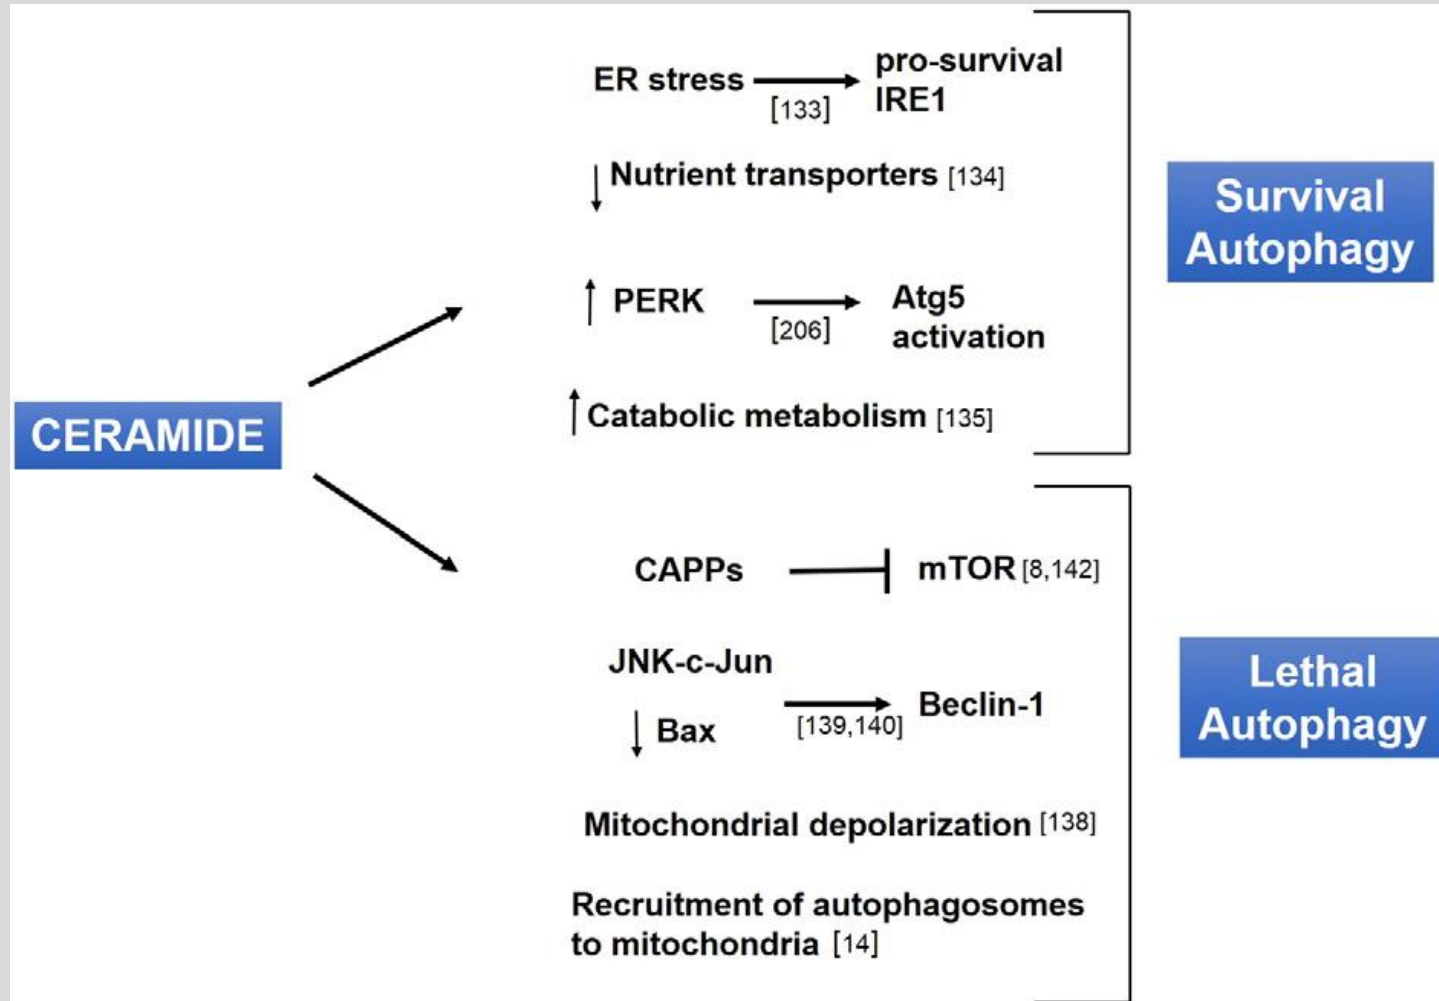 CERAMIDE
ER stress
[133]
pro-survival
IRE1
Nutrient transporters [134]
PERK
[206]
Atg5
activation
Catabolic metabolism [135]
Survival
Autophagy
CAPPs
mTOR [8,142]
JNK-c-Jun
Bax
[139,140]
Beclin-1
Mitochondrial depolarization [138]
Recruitment of autophagosomes
to mitochondria [14]
Lethal
Autophagy